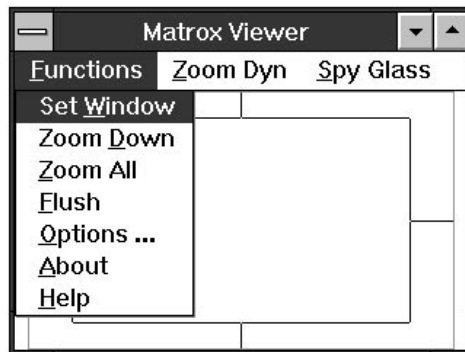 Matrox Viewer
Functions Zoom Dyn Spy Glass
Set Window
Zoom Down
Zoom All
Flush
Options ...
About
Help